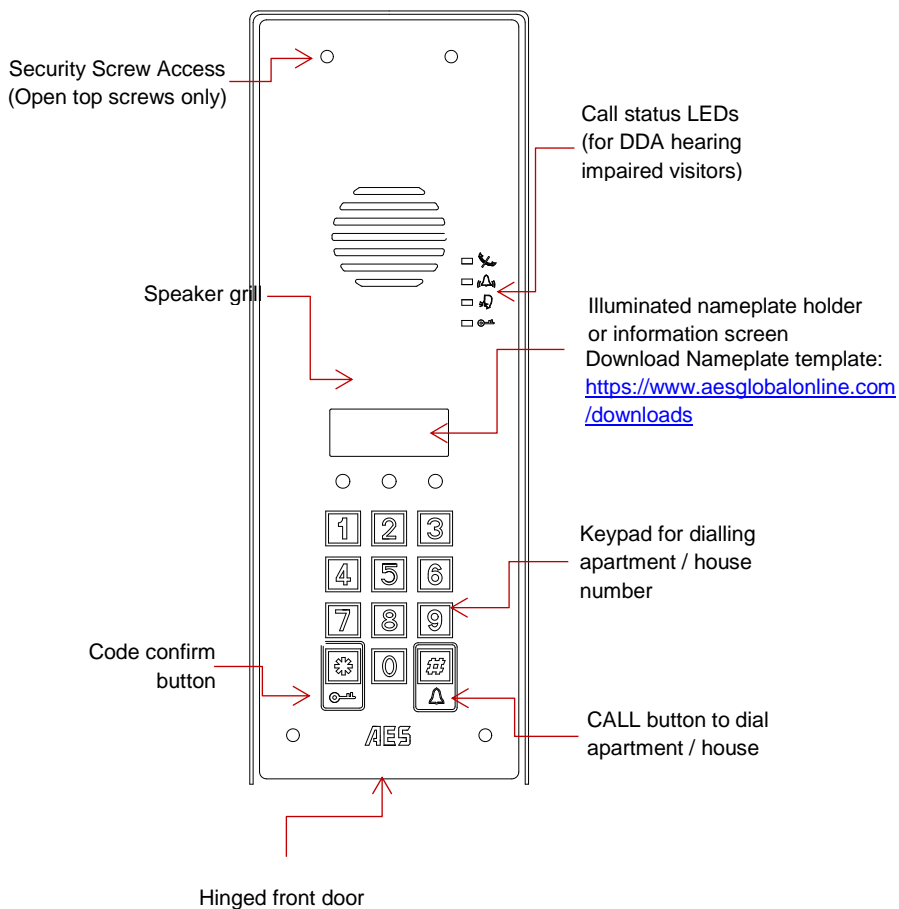 Security Screw Access
(Open top screws only)
Call status LEDs
(for DDA hearing
impaired visitors)
Speaker grill
Illuminated nameplate holder
or information screen
Download Nameplate template:
https://www.aesglobalonline.com
/downloads
1 2 3
4 5 6
7 8 9
* 0 #
Keypad for dialling
apartment / house
number
Code confirm
button
CALL button to dial
apartment / house
AES
Hinged front door